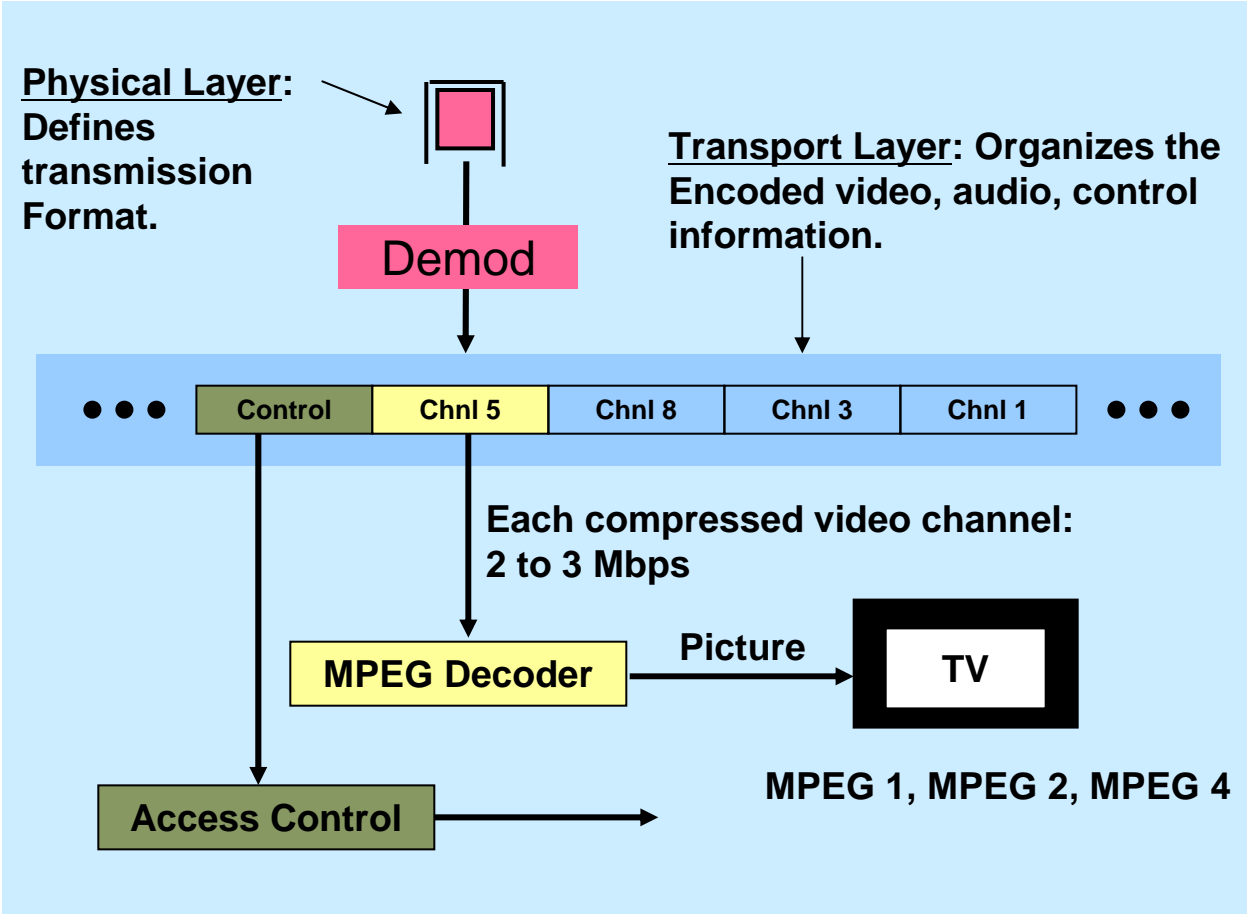 Physical Layer:
Defines
transmission
Format.
Transport Layer: Organizes the
Encoded video, audio, control
information.
Demod
Control
Chnl 5
Chnl 8
Chnl 3
Chnl 1
Each compressed video channel:
2 to 3 Mbps
MPEG Decoder
Picture
TV
MPEG 1, MPEG 2, MPEG 4
Access Control